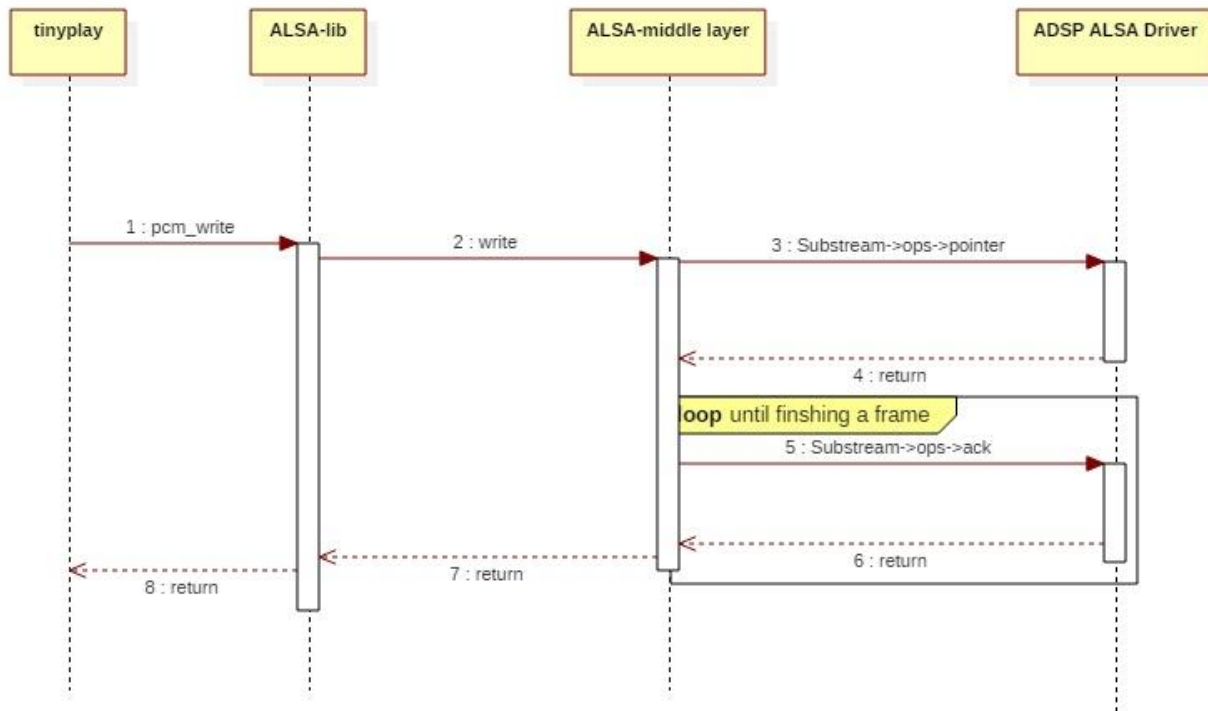 tinyplay
ALSA-lib
ALSA-middle layer
ADSP ALSA Driver
1 : pcm_write
2 : write
3 : Substream->ops->pointer
4 : return
loop until finshing a frame
5 : Substream->ops->ack
6 : return
7 : return
8 : return